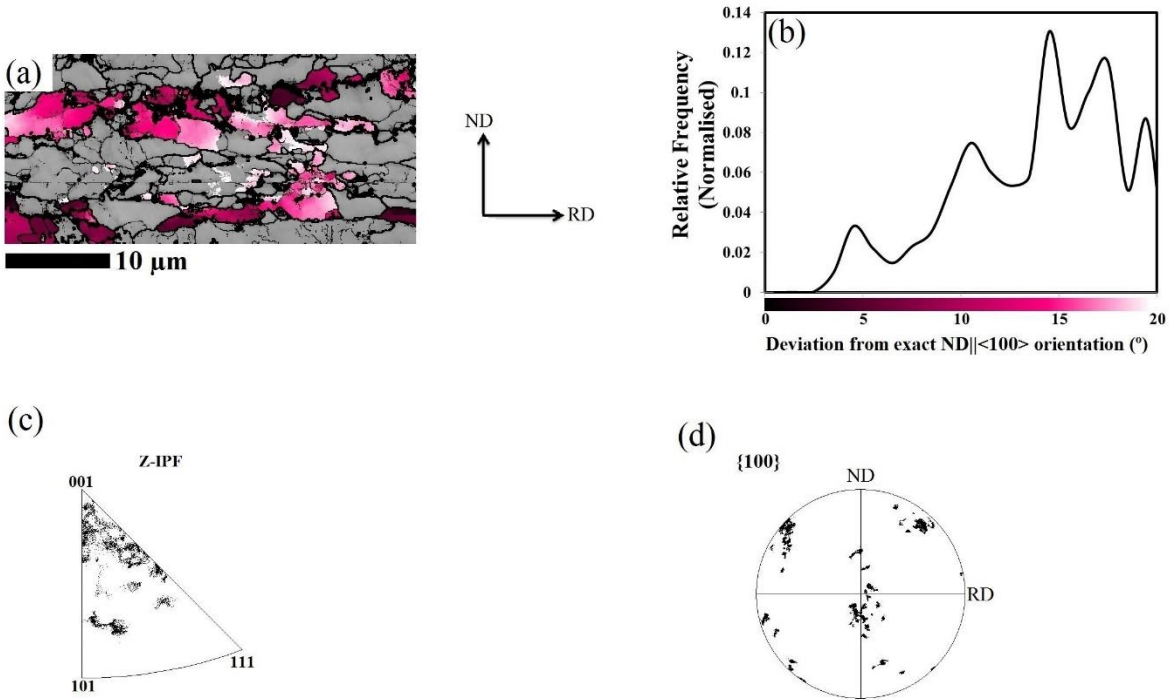 (a)
10 µm
ND
RD
(b)
Relative Frequency
(Normalised)
0.14
0.12
0.1
0.08
0.06
0.04
0.02
0
0 5 10 15 20
Deviation from exact ND||<100> orientation (º)
(c)
Z-IPF
001
111
101
(d)
{100}
ND
RD